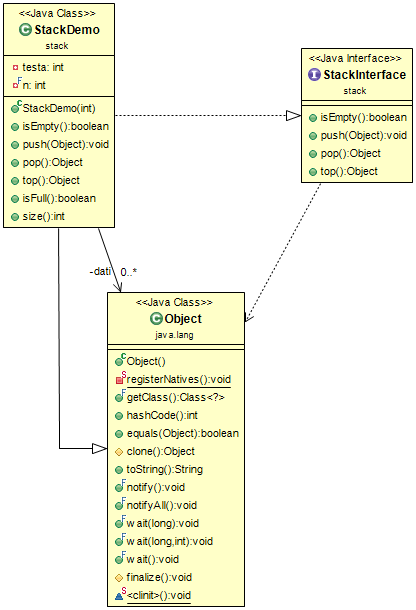 <<Java Class>>
StackDemo
stack
testa: int
n: int
StackDemo(int)
isEmpty():boolean
push(Object):void
pop():Object
top():Object
isFull():boolean
size():int
<<Java Interface>>
StackInterface
stack
isEmpty():boolean
push(Object):void
pop():Object
top():Object
-dati 0..*
<<Java Class>>
Object
java.lang
Object()
registerNatives():void
getClass():Class<?>
hashCode():int
equals(Object):boolean
clone():Object
toString():String
notify():void
notifyAll():void
wait(long):void
wait(long,int):void
wait():void
finalize():void
<clinit>():void